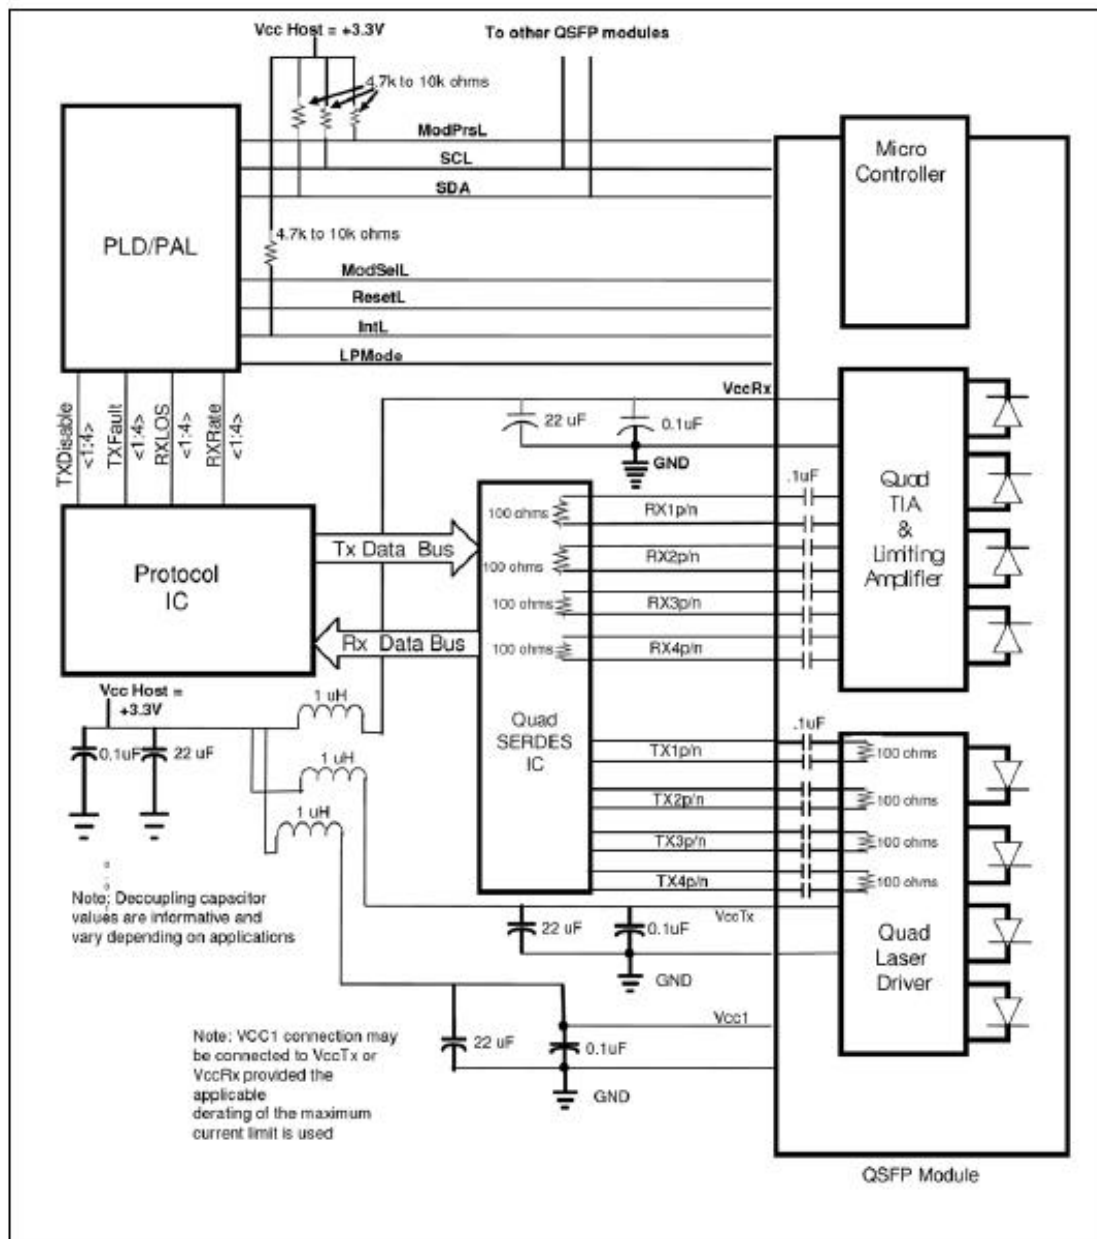 Vcc Host = +3.3V
To other QSFP modules
4.7k to 10k ohms
ModPrsL
SCL
SDA
Micro
Controller
PLD/PAL
4.7k to 10k ohms
ModSelL
ResetL
IntL
LPMode
VccRx
TXDisable
<1:4>
TXFault
<1:4>
RXLOS
<1:4>
RXRate
<1:4>
22 uF
0.1uF
GND
.1uF
Quad
TIA
&
Limiting
Amplifier
100 ohms
RX1p/n
100 ohms
RX2p/n
100 ohms
RX3p/n
100 ohms
RX4p/n
Tx Data Bus
Protocol
IC
Rx Data Bus
Vcc Host =
+3.3V
1 uH
0.1uF
22 uF
1 uH
1 uH
Quad
SERDES
IC
.1uF
TX1p/n
100 ohms
TX2p/n
100 ohms
TX3p/n
100 ohms
TX4p/n
100 ohms
Note: Decoupling capacitor
values are informative and
vary depending on applications
VccTx
22 uF
0.1uF
GND
Quad
Laser
Driver
Vcc1
Note: VCC1 connection may
be connected to VccTx or
VccRx provided the
applicable
derating of the maximum
current limit is used
22 uF
0.1uF
GND
QSFP Module